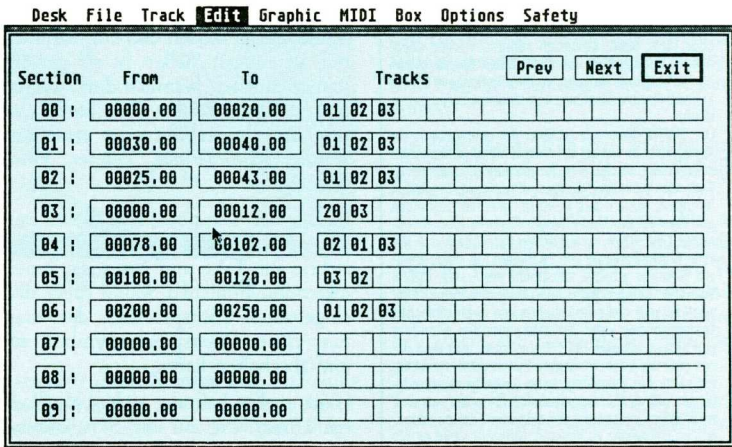 Desk File Track Edit Graphic MIDI Box Options Safety
Prev Next Exit
Section From To Tracks
00: 00000.00 00020.00 01 02 03
01: 00030.00 00040.00 01 02 03
02: 00025.00 00043.00 01 02 03
03: 00000.00 00012.00 20 03
04: 00078.00 00102.00 02 01 03
05: 00100.00 00120.00 03 02
06: 00200.00 00250.00 01 02 03
07: 00000.00 00000.00
08: 00000.00 00000.00
09: 00000.00 00000.00